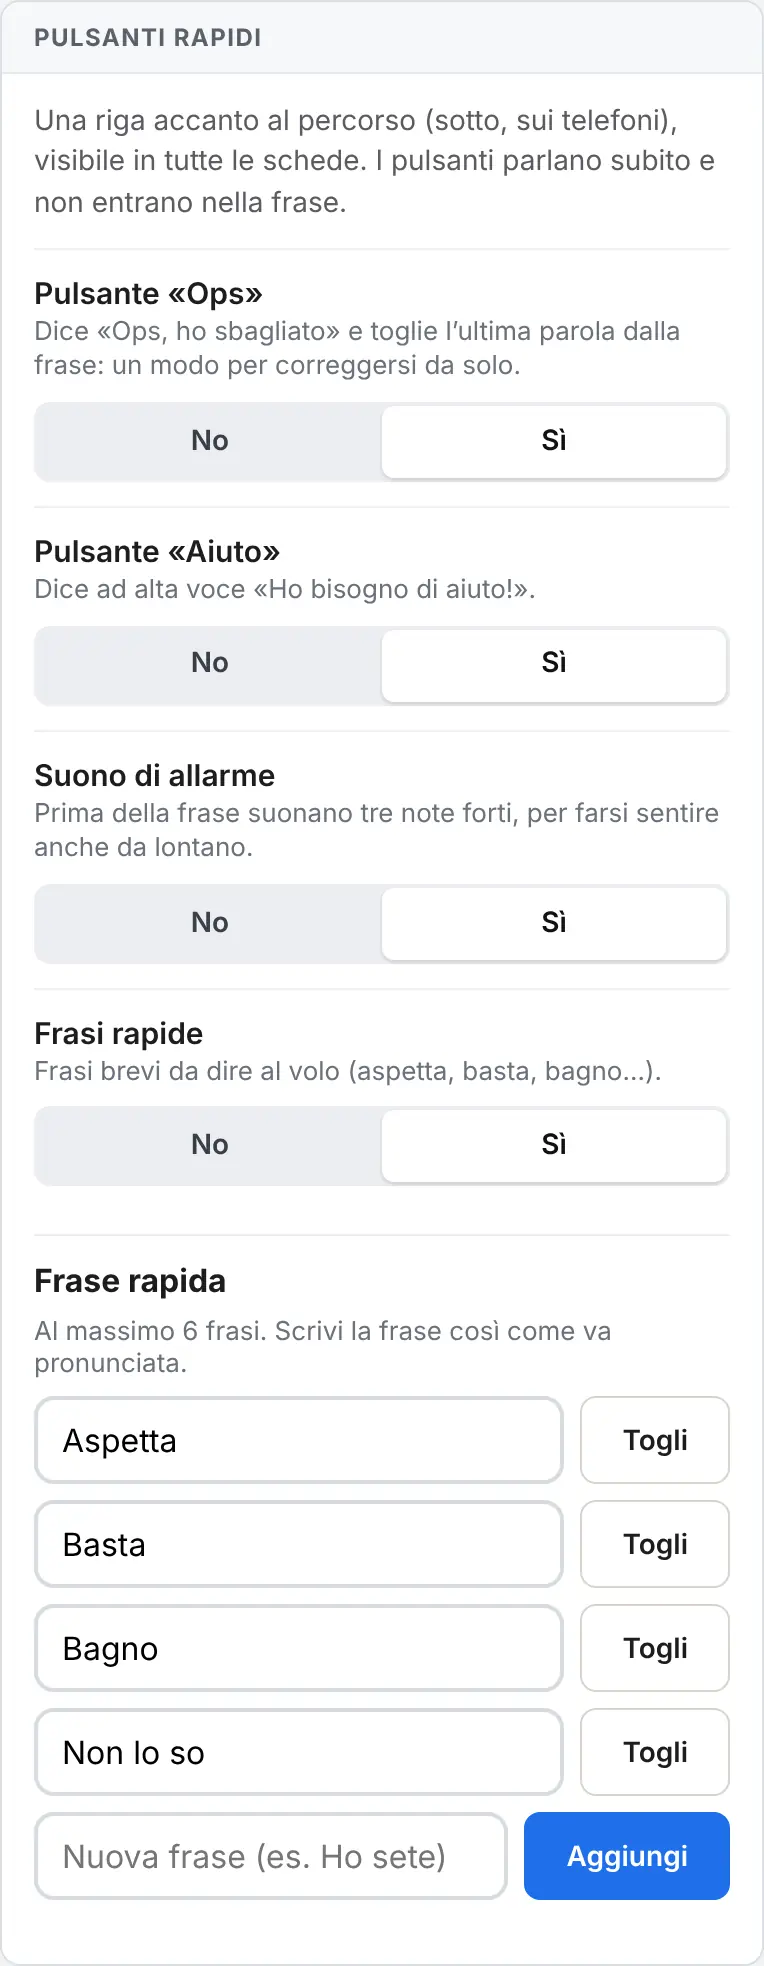 PULSANTI RAPIDI
Una riga accanto al percorso (sotto, sui telefoni),
visibile in tutte le schede. I pulsanti parlano subito e
non entrano nella frase.
Pulsante «Ops»
Dice «Ops, ho sbagliato» e toglie l’ultima parola dalla
frase: un modo per correggersi da solo.
No Sì
Pulsante «Aiuto»
Dice ad alta voce «Ho bisogno di aiuto!».
No Sì
Suono di allarme
Prima della frase suonano tre note forti, per farsi sentire
anche da lontano.
No Sì
Frasi rapide
Frasi brevi da dire al volo (aspetta, basta, bagno…).
No Sì
Frase rapida
Al massimo 6 frasi. Scrivi la frase così come va
pronunciata.
Aspetta Togli
Basta Togli
Bagno Togli
Non lo so Togli
Nuova frase (es. Ho sete) Aggiungi